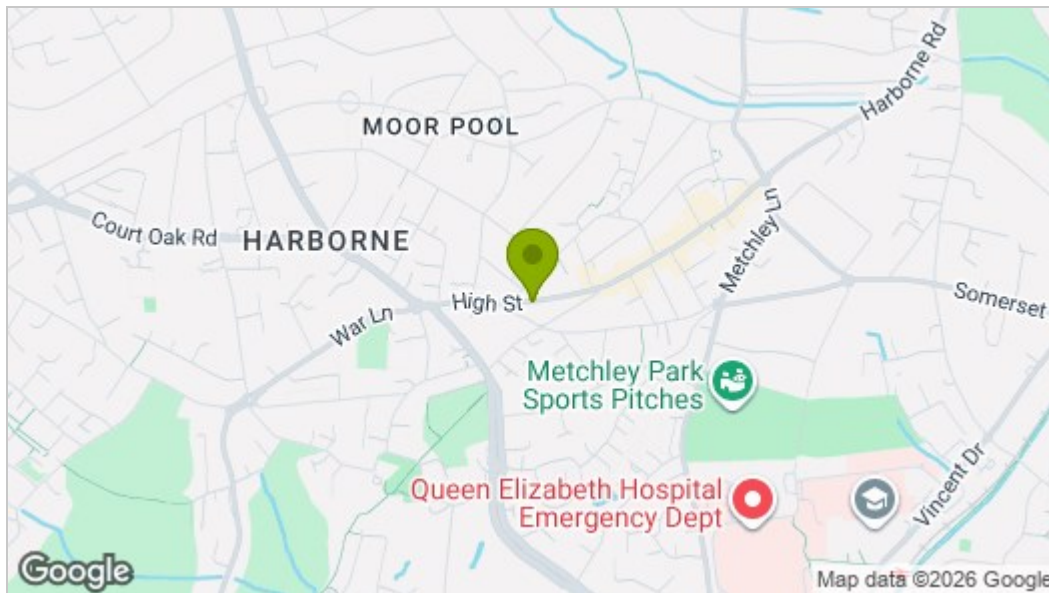 Harborne Rd
MOOR POOL
Court Oak Rd
HARBORNE
Metchley Ln
High St
Somerset
War Ln
Metchley Park
Sports Pitches
Queen Elizabeth Hospital
Emergency Dept
Vincent Dr
Google
Map data ©2026 Google